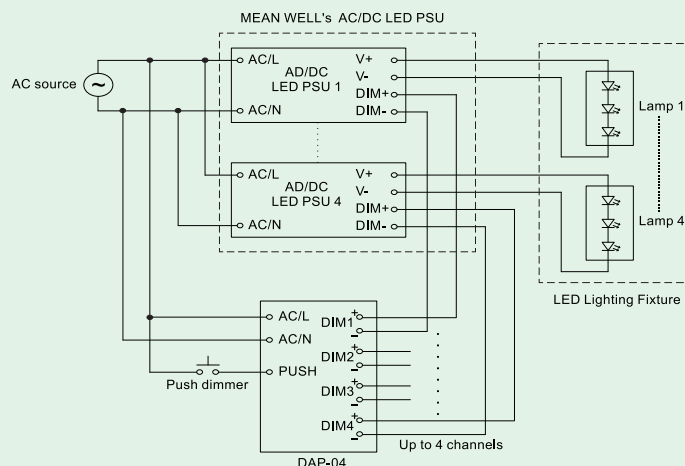 MEAN WELL's AC/DC LED PSU
AC source
~
AC/L
AC/N
AD/DC
LED PSU 1
V+
V-
DIM+
DIM-
Lamp 1
AC/L
AC/N
AD/DC
LED PSU 4
V+
V-
DIM+
DIM-
Lamp 4
LED Lighting Fixture
AC/L
AC/N
PUSH
Push dimmer
DIM1
+
-
DIM2
+
-
DIM3
+
-
DIM4
+
-
Up to 4 channels
DAP-04